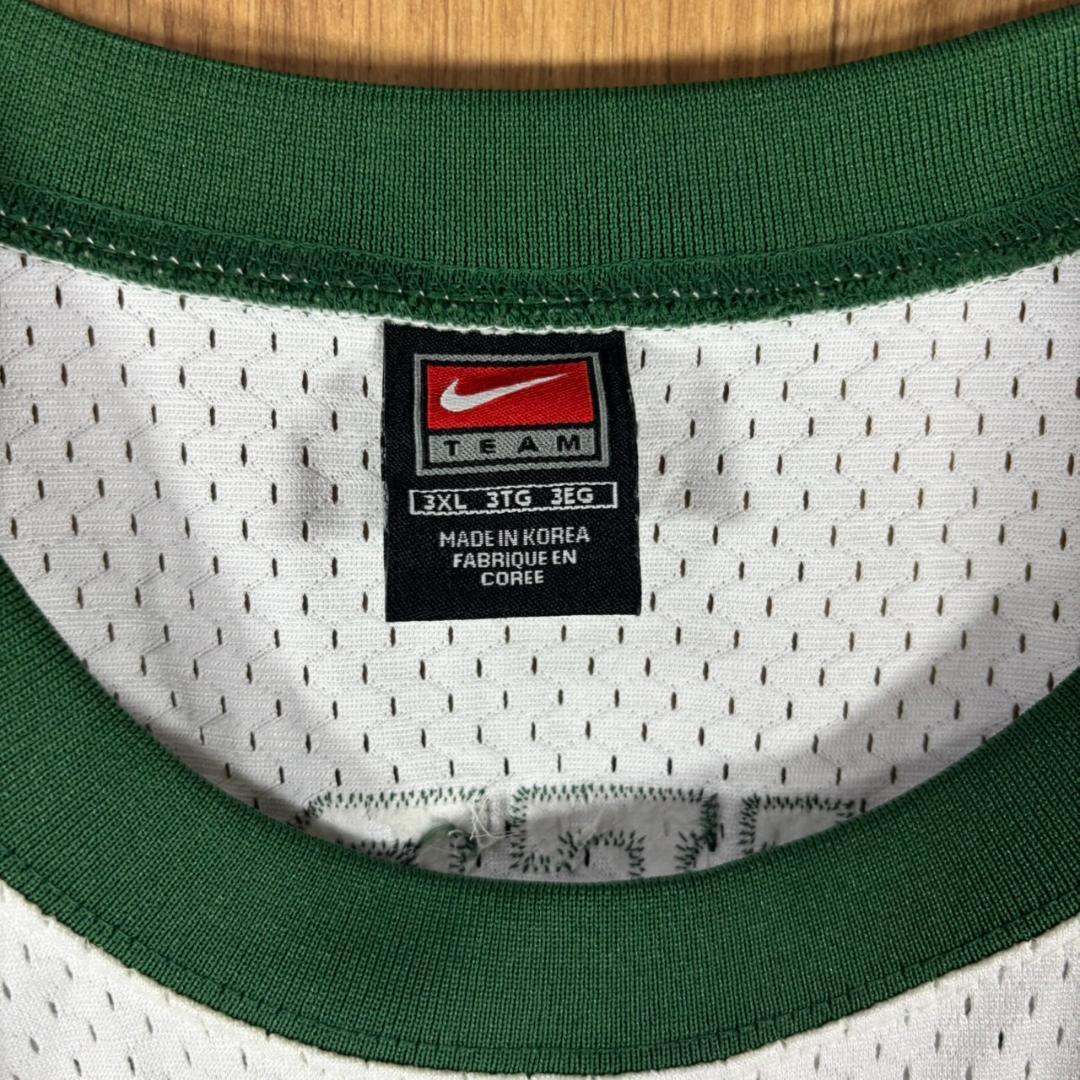 TEAM
3XL 3TG 3EG
MADE IN KOREA
FABRIQUE EN
COREE